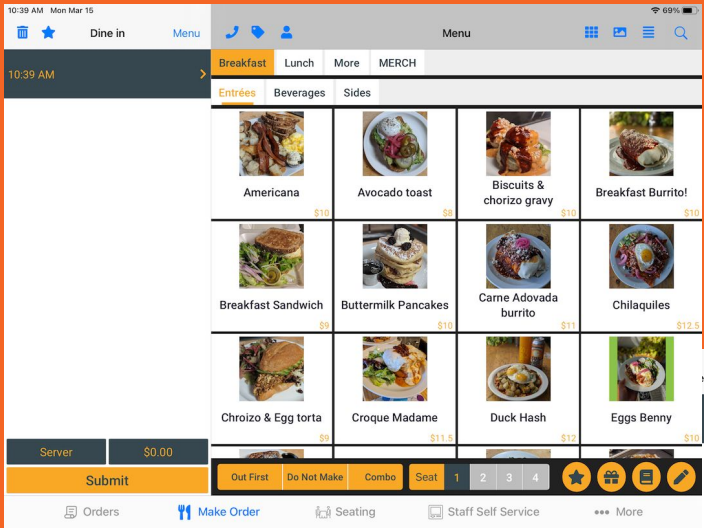 10:39 AM Mon Mar 15
69%
Dine in
Menu
Menu
10:39 AM
Breakfast Lunch More MERCH
Entrées Beverages Sides
Americana
$10
Avocado toast
$8
Biscuits &
chorizo gravy
$10
Breakfast Burrito!
$10
Breakfast Sandwich
$9
Buttermilk Pancakes
$10
Carne Adovada
burrito
$11
Chilaquiles
$12.5
Chroizo & Egg torta
$9
Croque Madame
$11.5
Duck Hash
$12
Eggs Benny
$10
Server
$0.00
Submit
Out First Do Not Make Combo Seat 1 2 3 4
Orders Make Order Seating Staff Self Service More